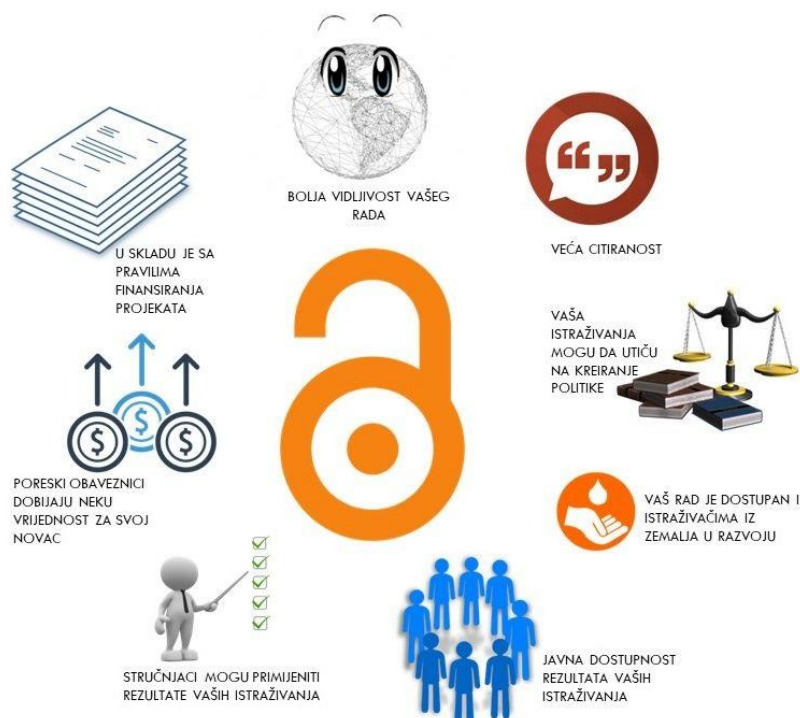 BOLJA VIDLJIVOST VAŠEG
RADA
VEĆA CITIRANOST
VAŠA
ISTRAŽIVANJA
MOGU DA UTIČU
NA KREIRANJE
POLITIKE
VAŠ RAD JE DOSTUPAN I
ISTRAŽIVAČIMA IZ
ZEMALJA U RAZVOJU
JAVNA DOSTUPNOST
REZULTATA VAŠIH
ISTRAŽIVANJA
STRUČNJACI MOGU PRIMIJENITI
REZULTATE VAŠIH ISTRAŽIVANJA
PORESKI OBAVEZNICI
DOBIJAJU NEKU
VRIJEDNOST ZA SVOJ
NOVAC
$ $ $
U SKLADU JE SA
PRAVILIMA
FINANSIRANJA
PROJEKATA